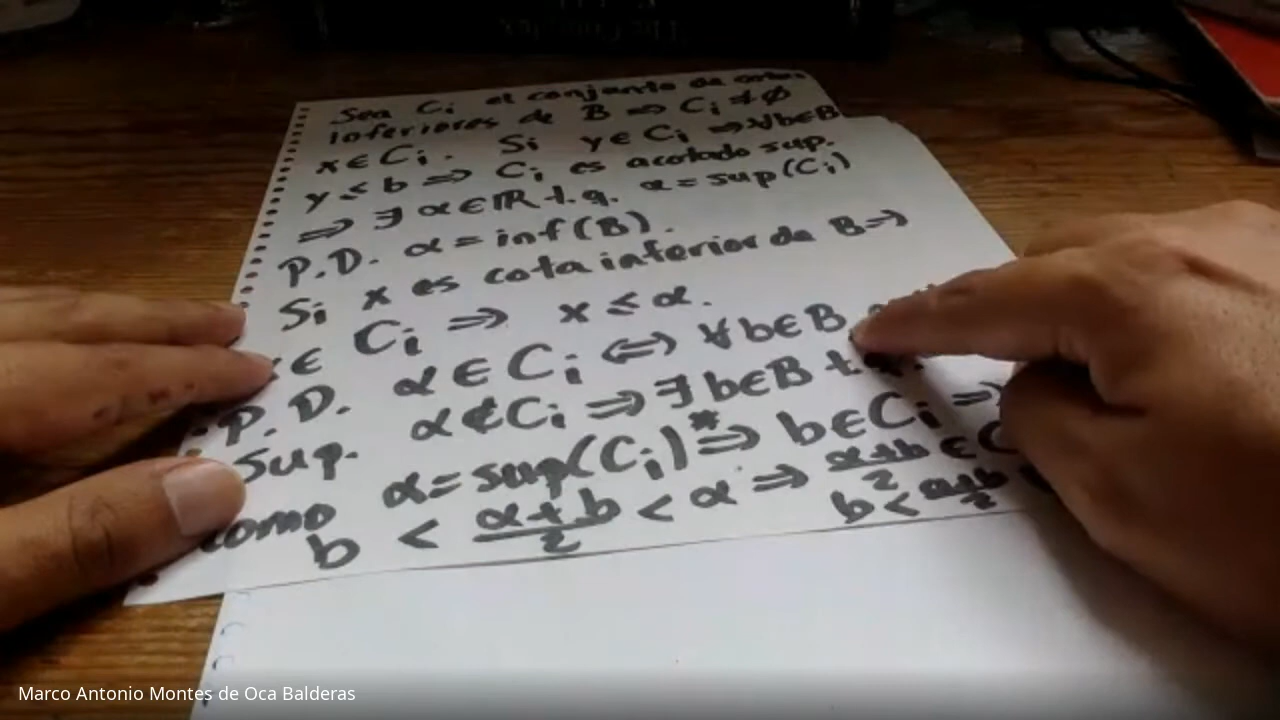 Sea Ci el conjunto de cotas
inferiores de B ⇒ Ci ≠ ∅
x ∈ Ci. Si y ∈ Ci ⇒ ∀b∈B
y ≤ b ⇒ Ci es acotado sup.
⇒ ∃ α ∈ ℝ t.q. α = sup(Ci)
P.D. α = inf(B).
Si x es cota inferior de B ⇒
x ∈ Ci ⇒ x ≤ α.
P.D. α ∈ Ci ⇔ ∀b∈B
Sup. α ∉ Ci ⇒ ∃ b∈B t
como α = sup(Ci) *⇒ b ∈ Ci ⇒
b < (α+b)/2 < α ⇒ (α+b)/2 ∈ C
b < (α+b)/2
Marco Antonio Montes de Oca Balderas